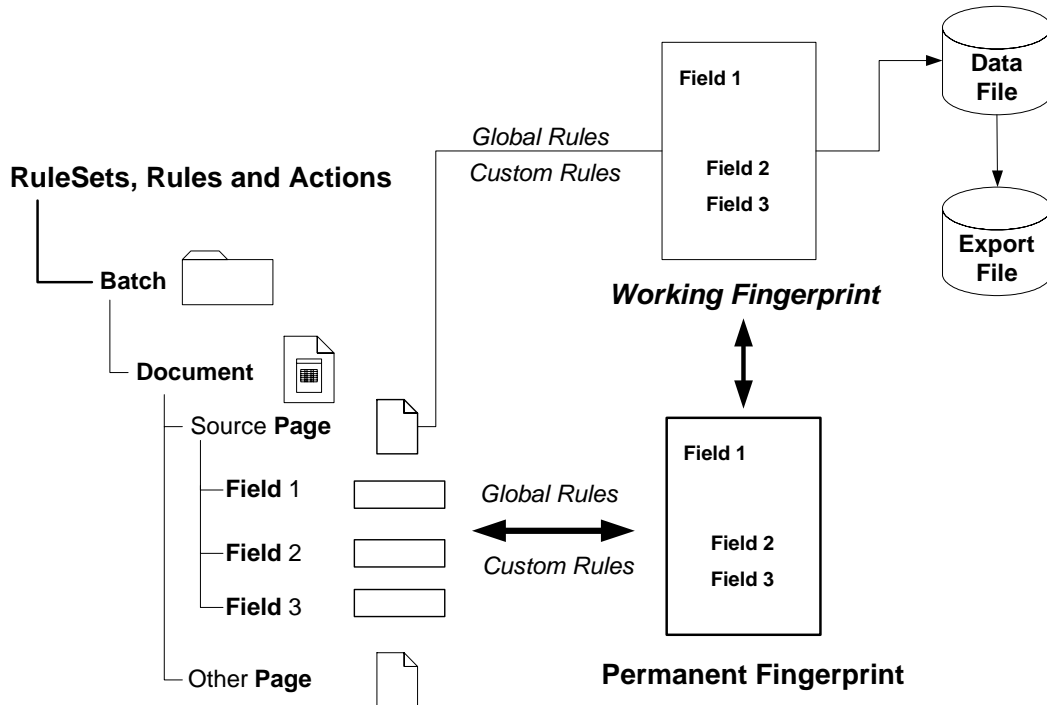 RuleSets, Rules and Actions
Batch
Document
Source Page
Field 1
Field 2
Field 3
Other Page
Global Rules
Custom Rules
Field 1
Field 2
Field 3
Working Fingerprint
Data
File
Export
File
Global Rules
Custom Rules
Field 1
Field 2
Field 3
Permanent Fingerprint